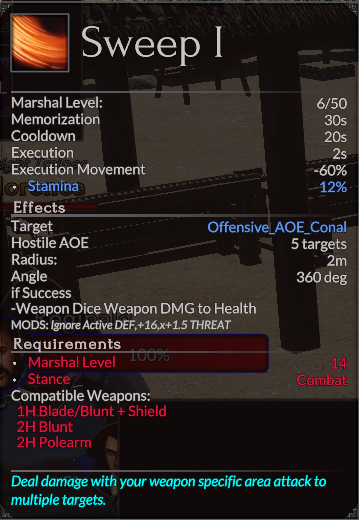 Sweep I
Marshal Level: 6/50
Memorization 30s
Cooldown 20s
Execution 2s
Execution Movement -60%
• Stamina 12%
Effects
Target Offensive_AOE_Conal
Hostile AOE 5 targets
Radius: 2m
Angle 360 deg
if Success
-Weapon Dice Weapon DMG to Health
MODS: Ignore Active DEF,+16,x+1.5 THREAT
100%
Requirements
• Marshal Level 14
• Stance Combat
Compatible Weapons:
1H Blade/Blunt + Shield
2H Blunt
2H Polearm
Deal damage with your weapon specific area attack to
multiple targets.